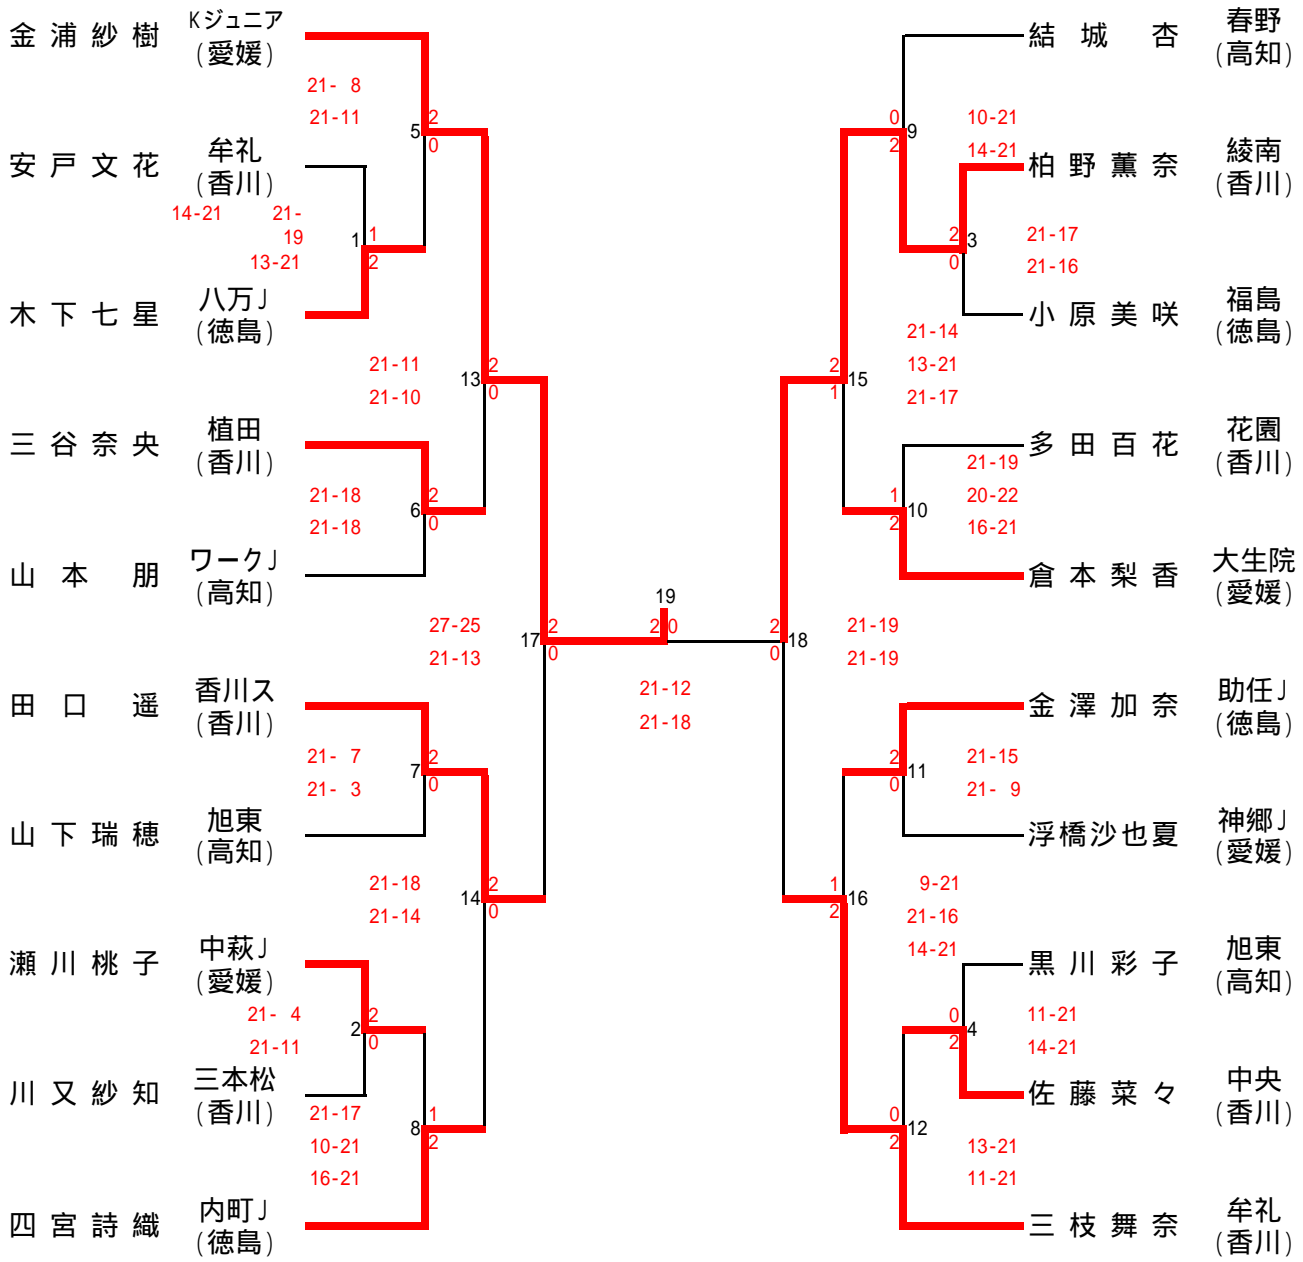 金浦紗樹 Kジュニア
(愛媛)
21- 8
21-11
5
2
0
安戸文花 牟礼
(香川)
14-21 21-
19
13-21
1
1
2
木下七星 八万J
(徳島)
21-11
21-10
13
2
0
三谷奈央 植田
(香川)
21-18
21-18
6
2
0
山本 朋 ワークJ
(高知)
27-25
21-13
17
2
0
田口 遥 香川ス
(香川)
21- 7
21- 3
7
2
0
山下瑞穂 旭東
(高知)
21-18
21-14
14
2
0
瀬川桃子 中萩J
(愛媛)
21- 4
21-11
2
2
0
川又紗知 三本松
(香川)
21-17
10-21
16-21
8
1
2
四宮詩織 内町J
(徳島)
19
2 0
21-12
21-18
結城 杏 春野
(高知)
0
2
9
10-21
14-21
柏野薫奈 綾南
(香川)
2
0
3
21-17
21-16
小原美咲 福島
(徳島)
2
1
15
21-14
13-21
21-17
多田百花 花園
(香川)
1
2
10
21-19
20-22
16-21
倉本梨香 大生院
(愛媛)
2
0
18
21-19
21-19
金澤加奈 助任J
(徳島)
2
0
11
21-15
21- 9
浮橋沙也夏 神郷J
(愛媛)
1
2
16
9-21
21-16
14-21
黒川彩子 旭東
(高知)
0
2
4
11-21
14-21
佐藤菜々 中央
(香川)
0
2
12
13-21
11-21
三枝舞奈 牟礼
(香川)